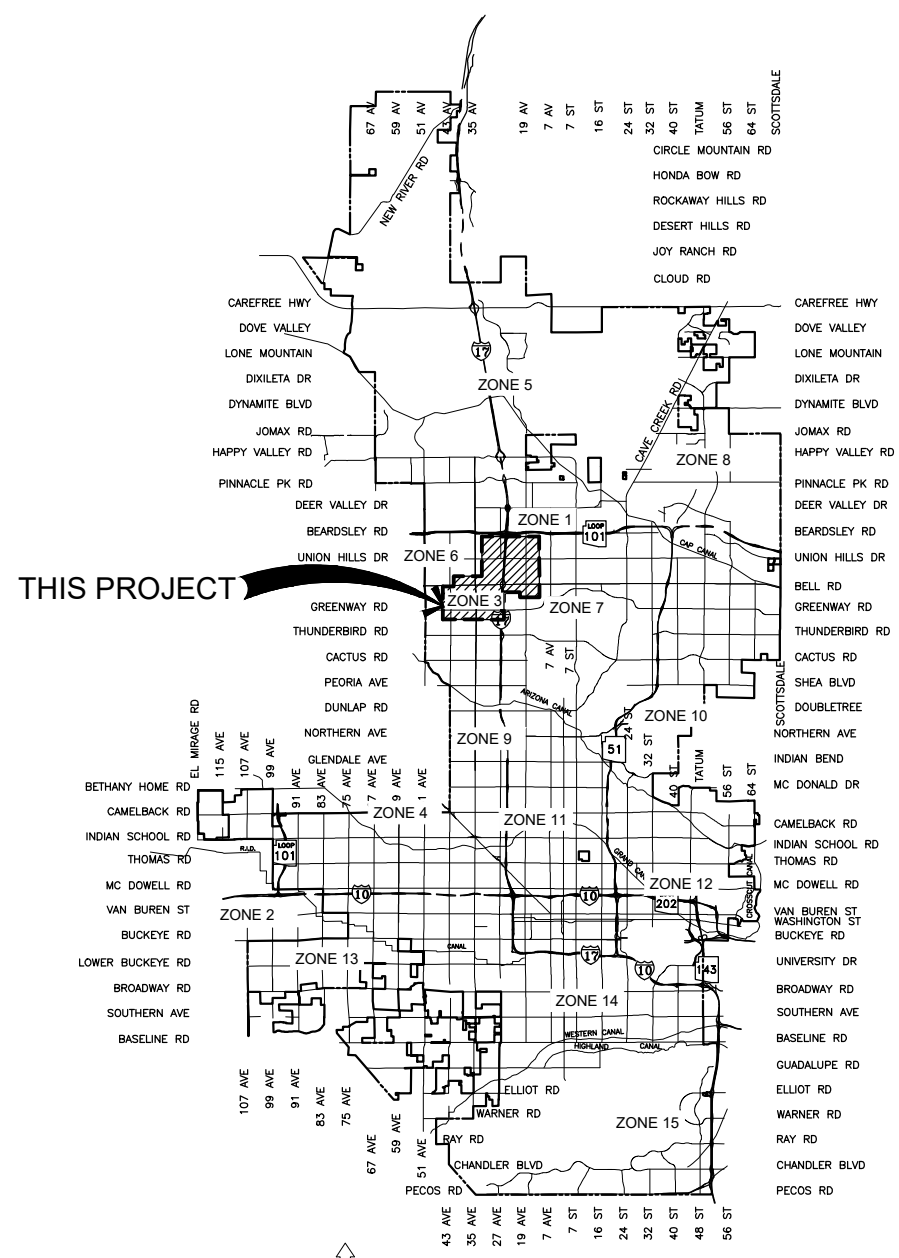 67 AV
59 AV
51 AV
43 AV
35 AV
19 AV
7 AV
7 ST
16 ST
24 ST
32 ST
40 ST
TATUM
56 ST
64 ST
SCOTTSDALE
CIRCLE MOUNTAIN RD
HONDA BOW RD
ROCKAWAY HILLS RD
DESERT HILLS RD
JOY RANCH RD
CLOUD RD
NEW RIVER RD
CAREFREE HWY
CAREFREE HWY
DOVE VALLEY
DOVE VALLEY
LONE MOUNTAIN
17
LONE MOUNTAIN
DIXILETA DR
ZONE 5
DIXILETA DR
DYNAMITE BLVD
CAVE CREEK RD
DYNAMITE BLVD
JOMAX RD
JOMAX RD
HAPPY VALLEY RD
ZONE 8
HAPPY VALLEY RD
PINNACLE PK RD
PINNACLE PK RD
DEER VALLEY DR
DEER VALLEY DR
ZONE 1
BEARDSLEY RD
LOOP
101
BEARDSLEY RD
UNION HILLS DR
ZONE 6
CAP CANAL
UNION HILLS DR
THIS PROJECT
BELL RD
GREENWAY RD
ZONE 3
ZONE 7
GREENWAY RD
17
THUNDERBIRD RD
THUNDERBIRD RD
CACTUS RD
7 AV
7 ST
CACTUS RD
PEORIA AVE
SHEA BLVD
DUNLAP RD
ARIZONA CANAL
24 ST
ZONE 10
SCOTTSDALE
DOUBLETREE
NORTHERN AVE
ZONE 9
51
32 ST
NORTHERN AVE
GLENDALE AVE
INDIAN BEND
EL MIRAGE RD
115 AVE
107 AVE
99 AVE
91 AVE
83 AVE
75 AVE
7 AVE
9 AVE
1 AVE
40 ST
TATUM
56 ST
64 ST
BETHANY HOME RD
MC DONALD DR
CAMELBACK RD
ZONE 4
ZONE 11
CAMELBACK RD
INDIAN SCHOOL RD
R.I.D.
LOOP
101
INDIAN SCHOOL RD
THOMAS RD
GRAND CA
THOMAS RD
MC DOWELL RD
10
10
ZONE 12
202
CROSSCUT CANAL
MC DOWELL RD
VAN BUREN ST
ZONE 2
VAN BUREN ST
WASHINGTON ST
BUCKEYE RD
CANAL
BUCKEYE RD
LOWER BUCKEYE RD
ZONE 13
17
10
143
UNIVERSITY DR
BROADWAY RD
ZONE 14
BROADWAY RD
SOUTHERN AVE
SOUTHERN AVE
BASELINE RD
WESTERN CANAL
HIGHLAND CANAL
BASELINE RD
GUADALUPE RD
107 AVE
99 AVE
91 AVE
83 AVE
75 AVE
67 AVE
59 AVE
51 AVE
ELLIOT RD
ELLIOT RD
WARNER RD
ZONE 15
WARNER RD
RAY RD
RAY RD
CHANDLER BLVD
CHANDLER BLVD
PECOS RD
PECOS RD
43 AVE
35 AVE
27 AVE
19 AVE
7 AVE
7 ST
16 ST
24 ST
32 ST
40 ST
48 ST
56 ST